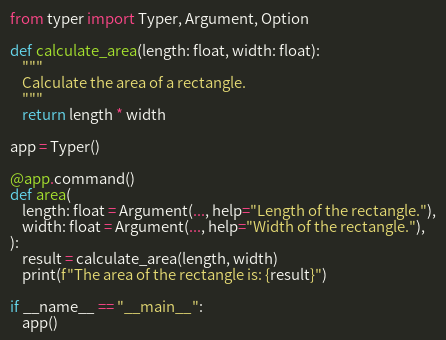 from typer import Typer, Argument, Option

def calculate_area(length: float, width: float):
    """
    Calculate the area of a rectangle.
    """
    return length * width

app = Typer()

@app.command()
def area(
    length: float = Argument(..., help="Length of the rectangle."),
    width: float = Argument(..., help="Width of the rectangle."),
):
    result = calculate_area(length, width)
    print(f"The area of the rectangle is: {result}")

if __name__ == "__main__":
    app()